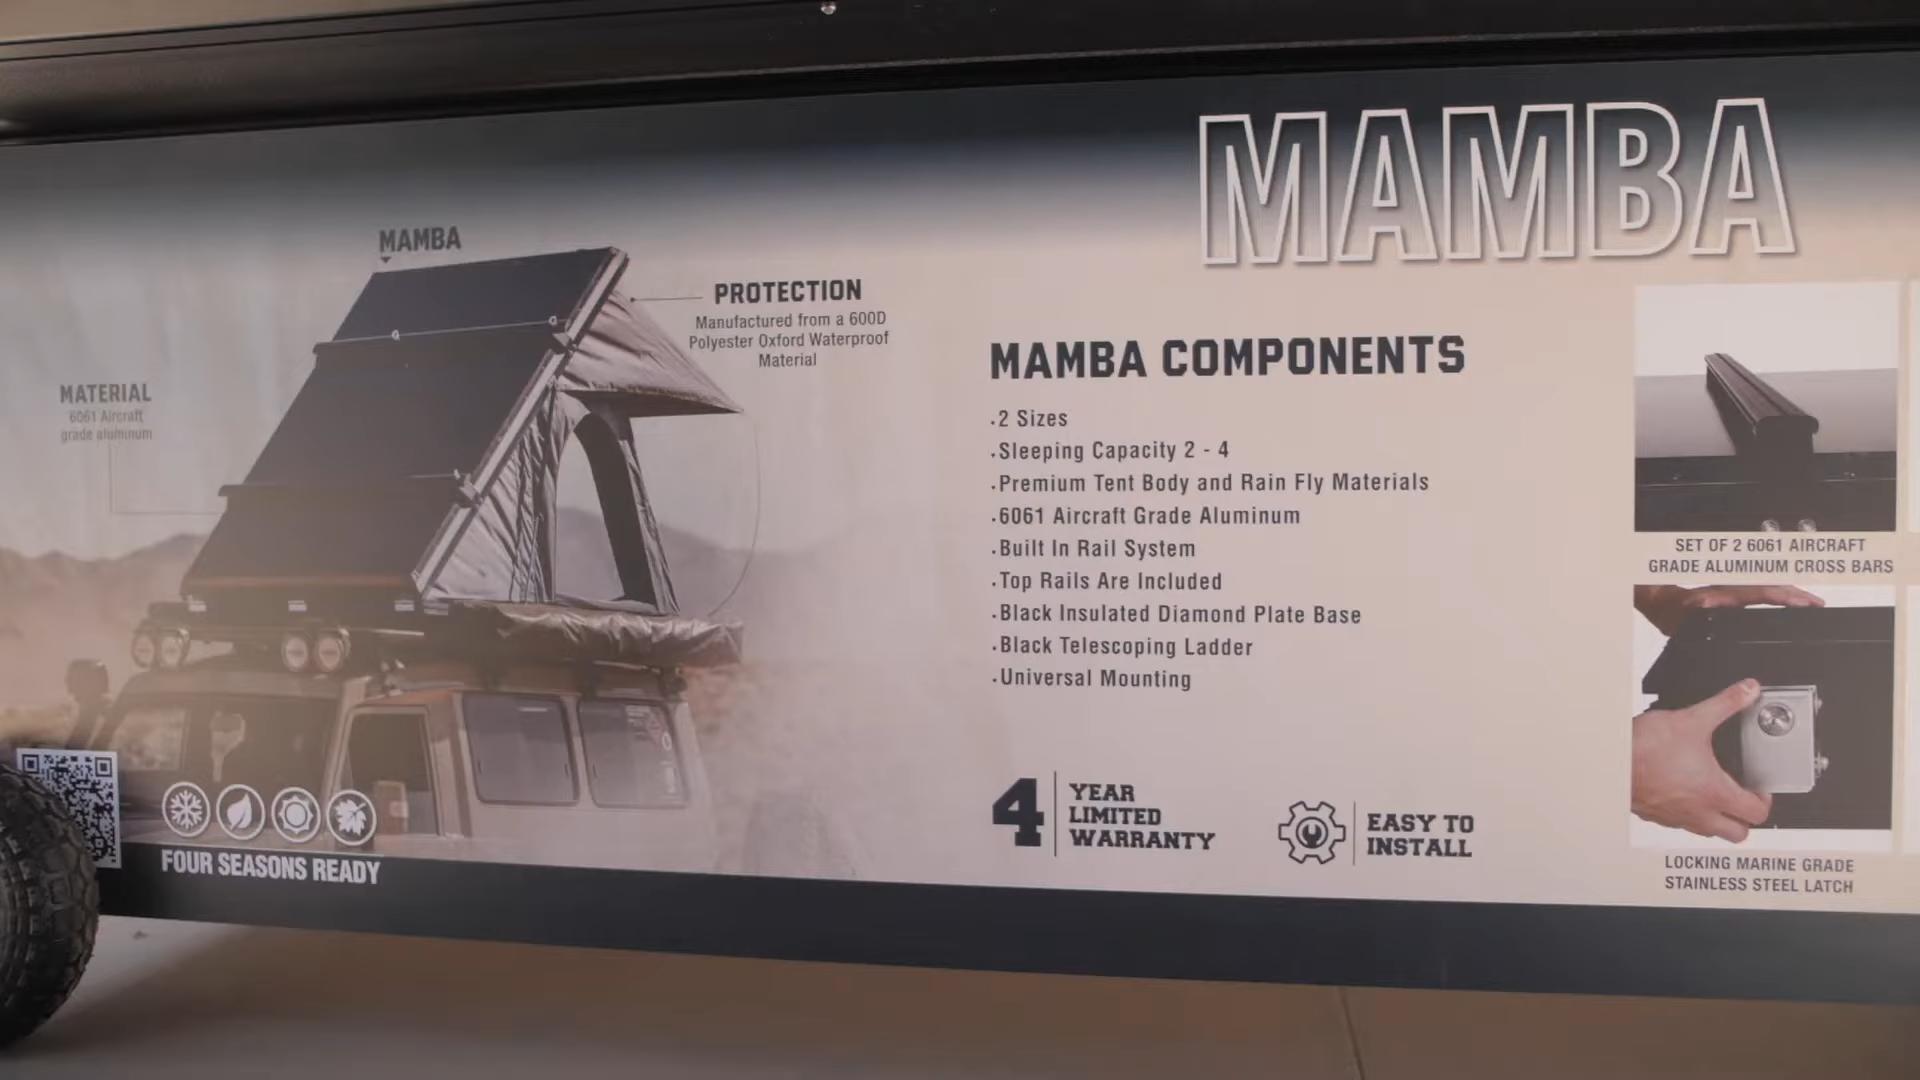 MAMBA
MAMBA
PROTECTION
Manufactured from a 600D
Polyester Oxford Waterproof
Material
MATERIAL
6061 Aircraft
grade aluminum
MAMBA COMPONENTS
.2 Sizes
.Sleeping Capacity 2 - 4
.Premium Tent Body and Rain Fly Materials
.6061 Aircraft Grade Aluminum
.Built In Rail System
.Top Rails Are Included
.Black Insulated Diamond Plate Base
.Black Telescoping Ladder
.Universal Mounting
4 YEAR
LIMITED
WARRANTY
EASY TO
INSTALL
FOUR SEASONS READY
SET OF 2 6061 AIRCRAFT
GRADE ALUMINUM CROSS BARS
LOCKING MARINE GRADE
STAINLESS STEEL LATCH